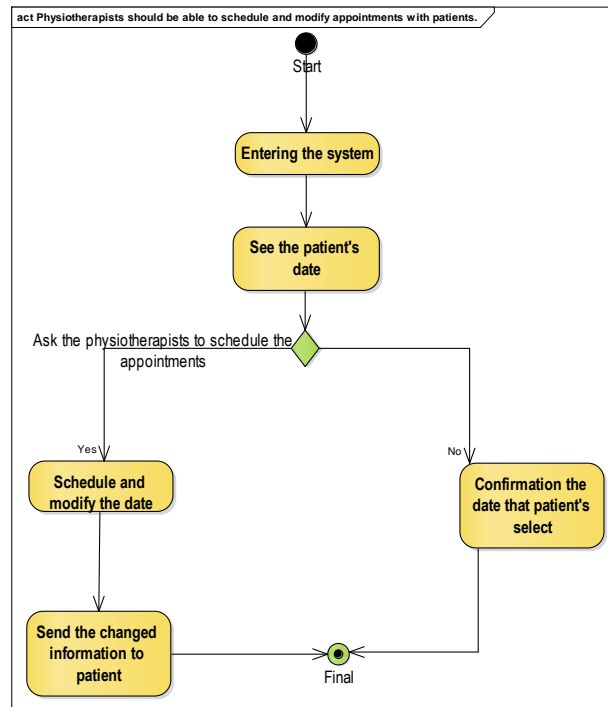 act Physiotherapists should be able to schedule and modify appointments with patients.
Start
Entering the system
See the patient's
date
Ask the physiotherapists to schedule the
appointments
Yes
No
Schedule and
modify the date
Confirmation the
date that patient's
select
Send the changed
information to
patient
Final